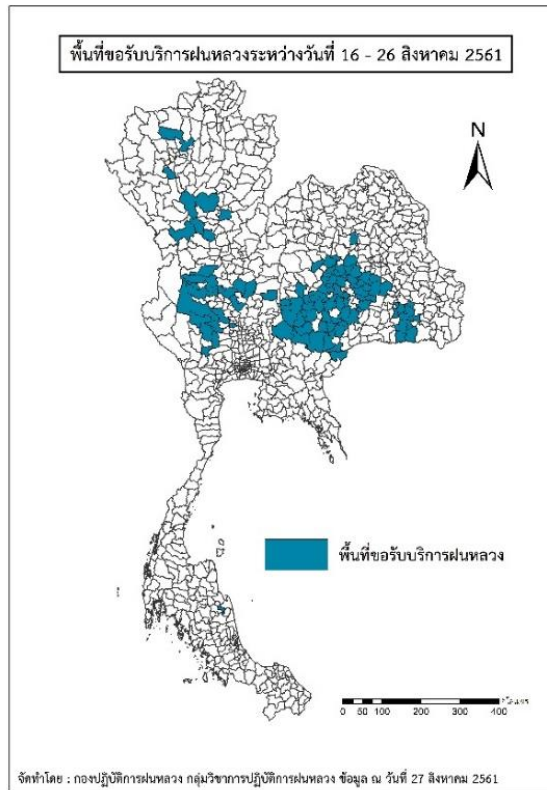 พื้นที่ขอรับบริการฝนหลวงระหว่างวันที่ 16 - 26 สิงหาคม 2561
N
พื้นที่ขอรับบริการฝนหลวง
0 50 100 200 300 400
จัดทำโดย : กองปฏิบัติการฝนหลวง กลุ่มวิชาการปฏิบัติการฝนหลวง ข้อมูล ณ วันที่ 27 สิงหาคม 2561